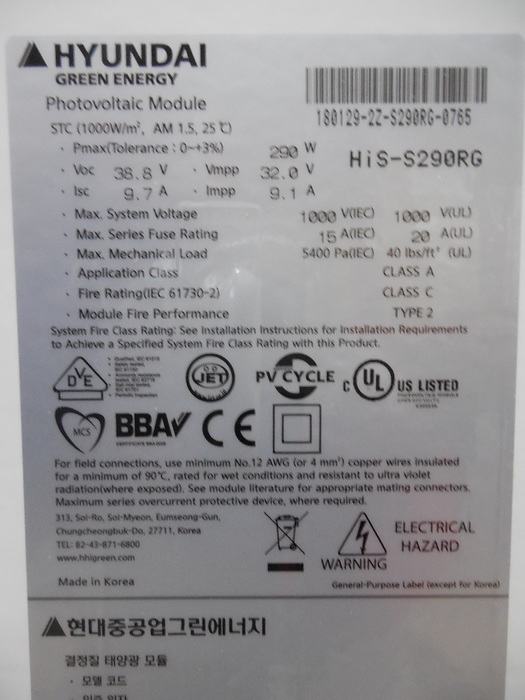 HYUNDAI
GREEN ENERGY
Photovoltaic Module
180129-2Z-S290RG-0765
STC (1000W/m², AM 1.5, 25℃)
· Pmax(Tolerance : 0~+3%) 290 W
HiS-S290RG
· Voc 38.8 V · Vmpp 32.0 V
· Isc 9.7 A · Impp 9.1 A
· Max. System Voltage 1000 V(IEC) 1000 V(UL)
· Max. Series Fuse Rating 15 A(IEC) 20 A(UL)
· Max. Mechanical Load 5400 Pa(IEC) 40 lbs/ft² (UL)
· Application Class CLASS A
· Fire Rating(IEC 61730-2) CLASS C
· Module Fire Performance TYPE 2
System Fire Class Rating: See Installation Instructions for Installation Requirements
to Achieve a Specified System Fire Class Rating with this Product.
DVE
JET
PV CYCLE
c UL US LISTED
MCS
BBA
CE
For field connections, use minimum No.12 AWG (or 4 mm²) copper wires insulated
for a minimum of 90℃, rated for wet conditions and resistant to ultra violet
radiation(where exposed). See module literature for appropriate mating connectors.
Maximum series overcurrent protective device, where required.
313, Soi-Ro, Soi-Myeon, Eumseong-Gun,
Chungcheongbuk-Do, 27711, Korea
TEL: 82-43-871-6800
www.hhigreen.com
ELECTRICAL
HAZARD
WARNING
Made in Korea
General-Purpose Label (except for Korea)
현대중공업그린에너지
결정질 태양광 모듈
· 모델 코드